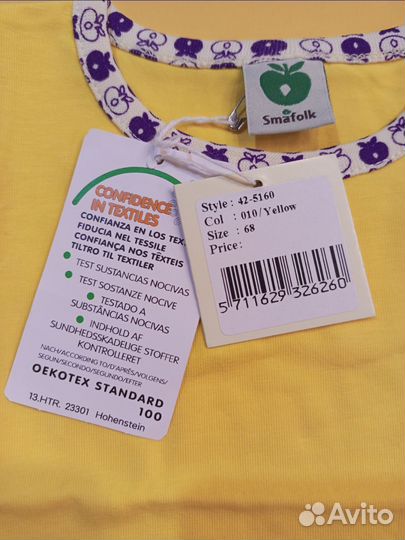 Småfolk
CONFIDENCE
IN TEXTILES
CONFIANZA EN LOS TEX
FIDUCIA NEL TESSILE
CONFIANÇA NOS TÊXTEIS
TILTRO TIL TEXTILER
TEST SUSTANCIAS NOCIVAS
TEST SOSTANZE NOCIVE
TESTADO A
SUBSTÂNCIAS NOCIVAS
INDHOLD AF
SUNDHEDSSKADELIGE STOFFER
KONTROLLERET
NACH/ACCORDING TO/D'APRÈS/VOLGENS/
SEGUN/SECONDO/SEGUNDO/EFTER
OEKOTEX STANDARD
100
13.HTR. 23301 Hohenstein
Style : 42-5160
Col : 010/Yellow
Size : 68
Price:
5 711629 326260
Avito